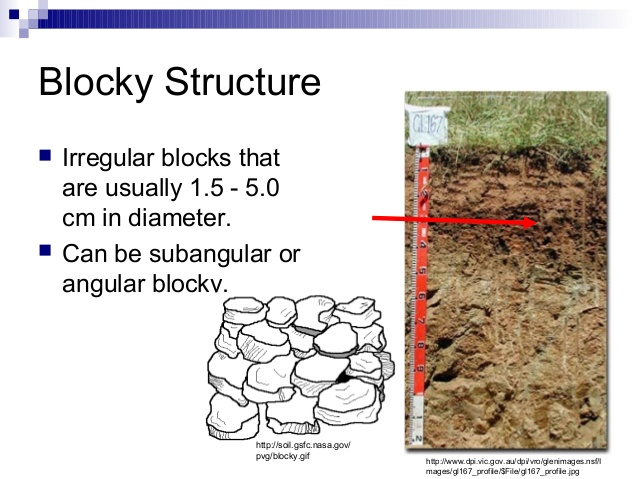 Blocky Structure
Irregular blocks that
are usually 1.5 - 5.0
cm in diameter.
Can be subangular or
angular blocky.
GL167
1
2
3
4
5
6
7
8
9
http://soil.gsfc.nasa.gov/
pvg/blocky.gif
http://www.dpi.vic.gov.au/dpi/vro/glenimages.nsf/I
mages/gl167_profile/$File/gl167_profile.jpg